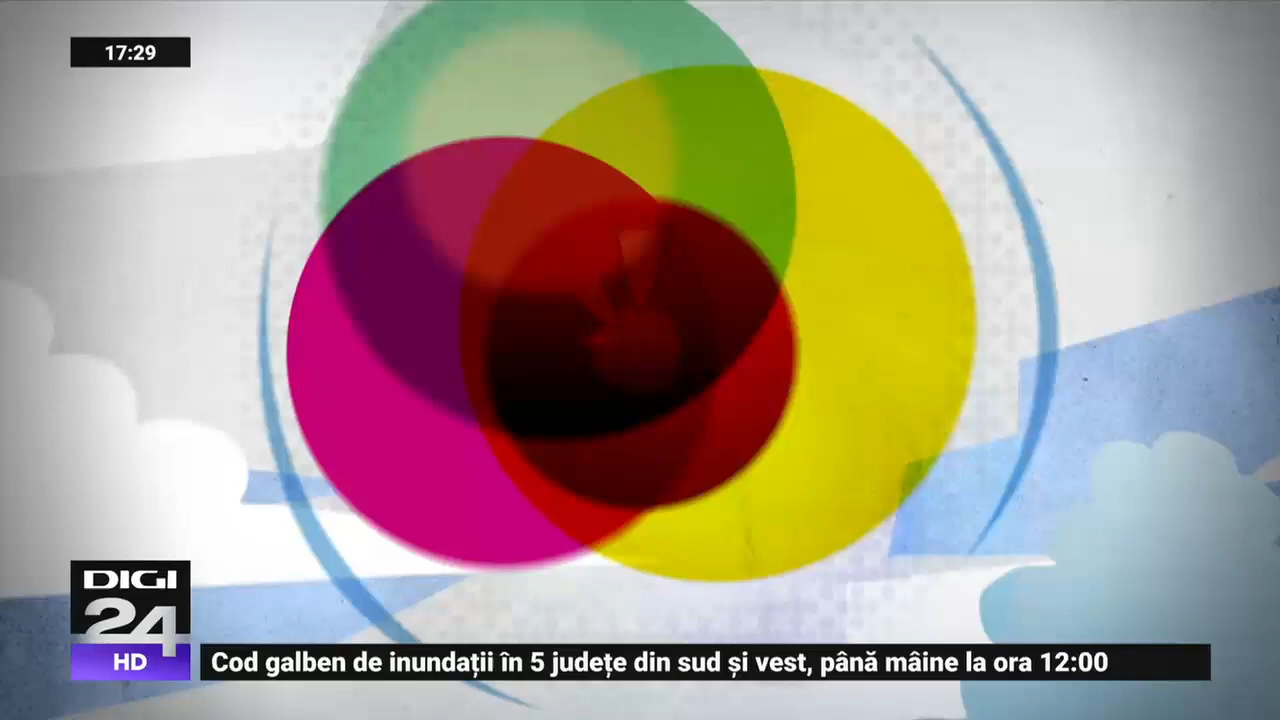 17:29
DIGI
24
HD
Cod galben de inundații în 5 județe din sud și vest, până mâine la ora 12:00